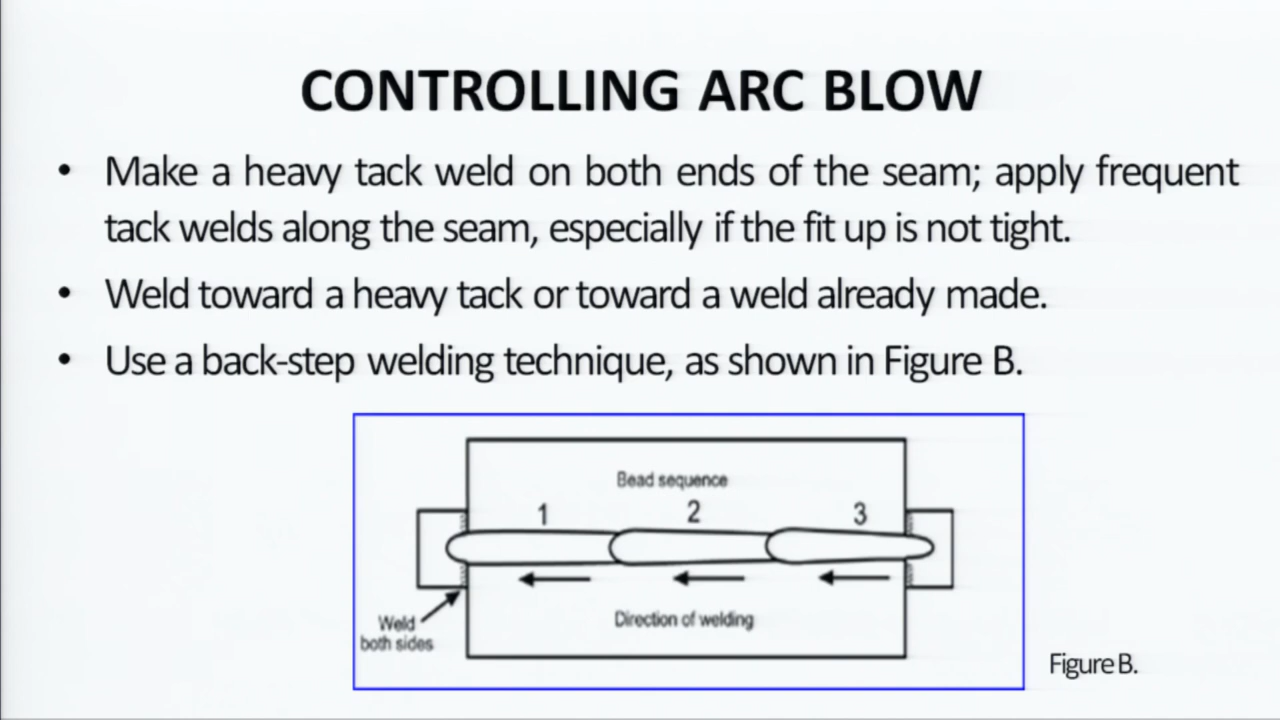 CONTROLLING ARC BLOW
• Make a heavy tack weld on both ends of the seam; apply frequent
tack welds along the seam, especially if the fit up is not tight.
• Weld toward a heavy tack or toward a weld already made.
• Use a back-step welding technique, as shown in Figure B.
Bead sequence
1 2 3
Direction of welding
Weld
both sides
Figure B.